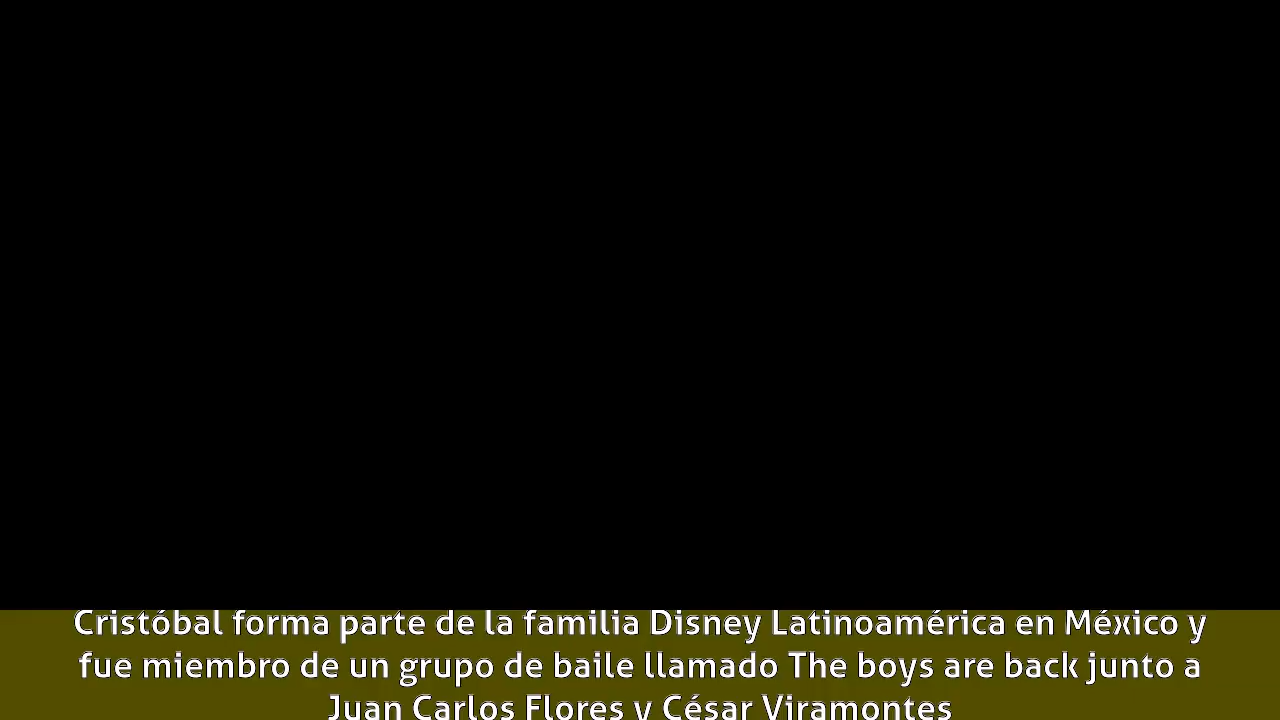 Cristóbal forma parte de la familia Disney Latinoamérica en México y
fue miembro de un grupo de baile llamado The boys are back junto a
Juan Carlos Flores y César Viramontes